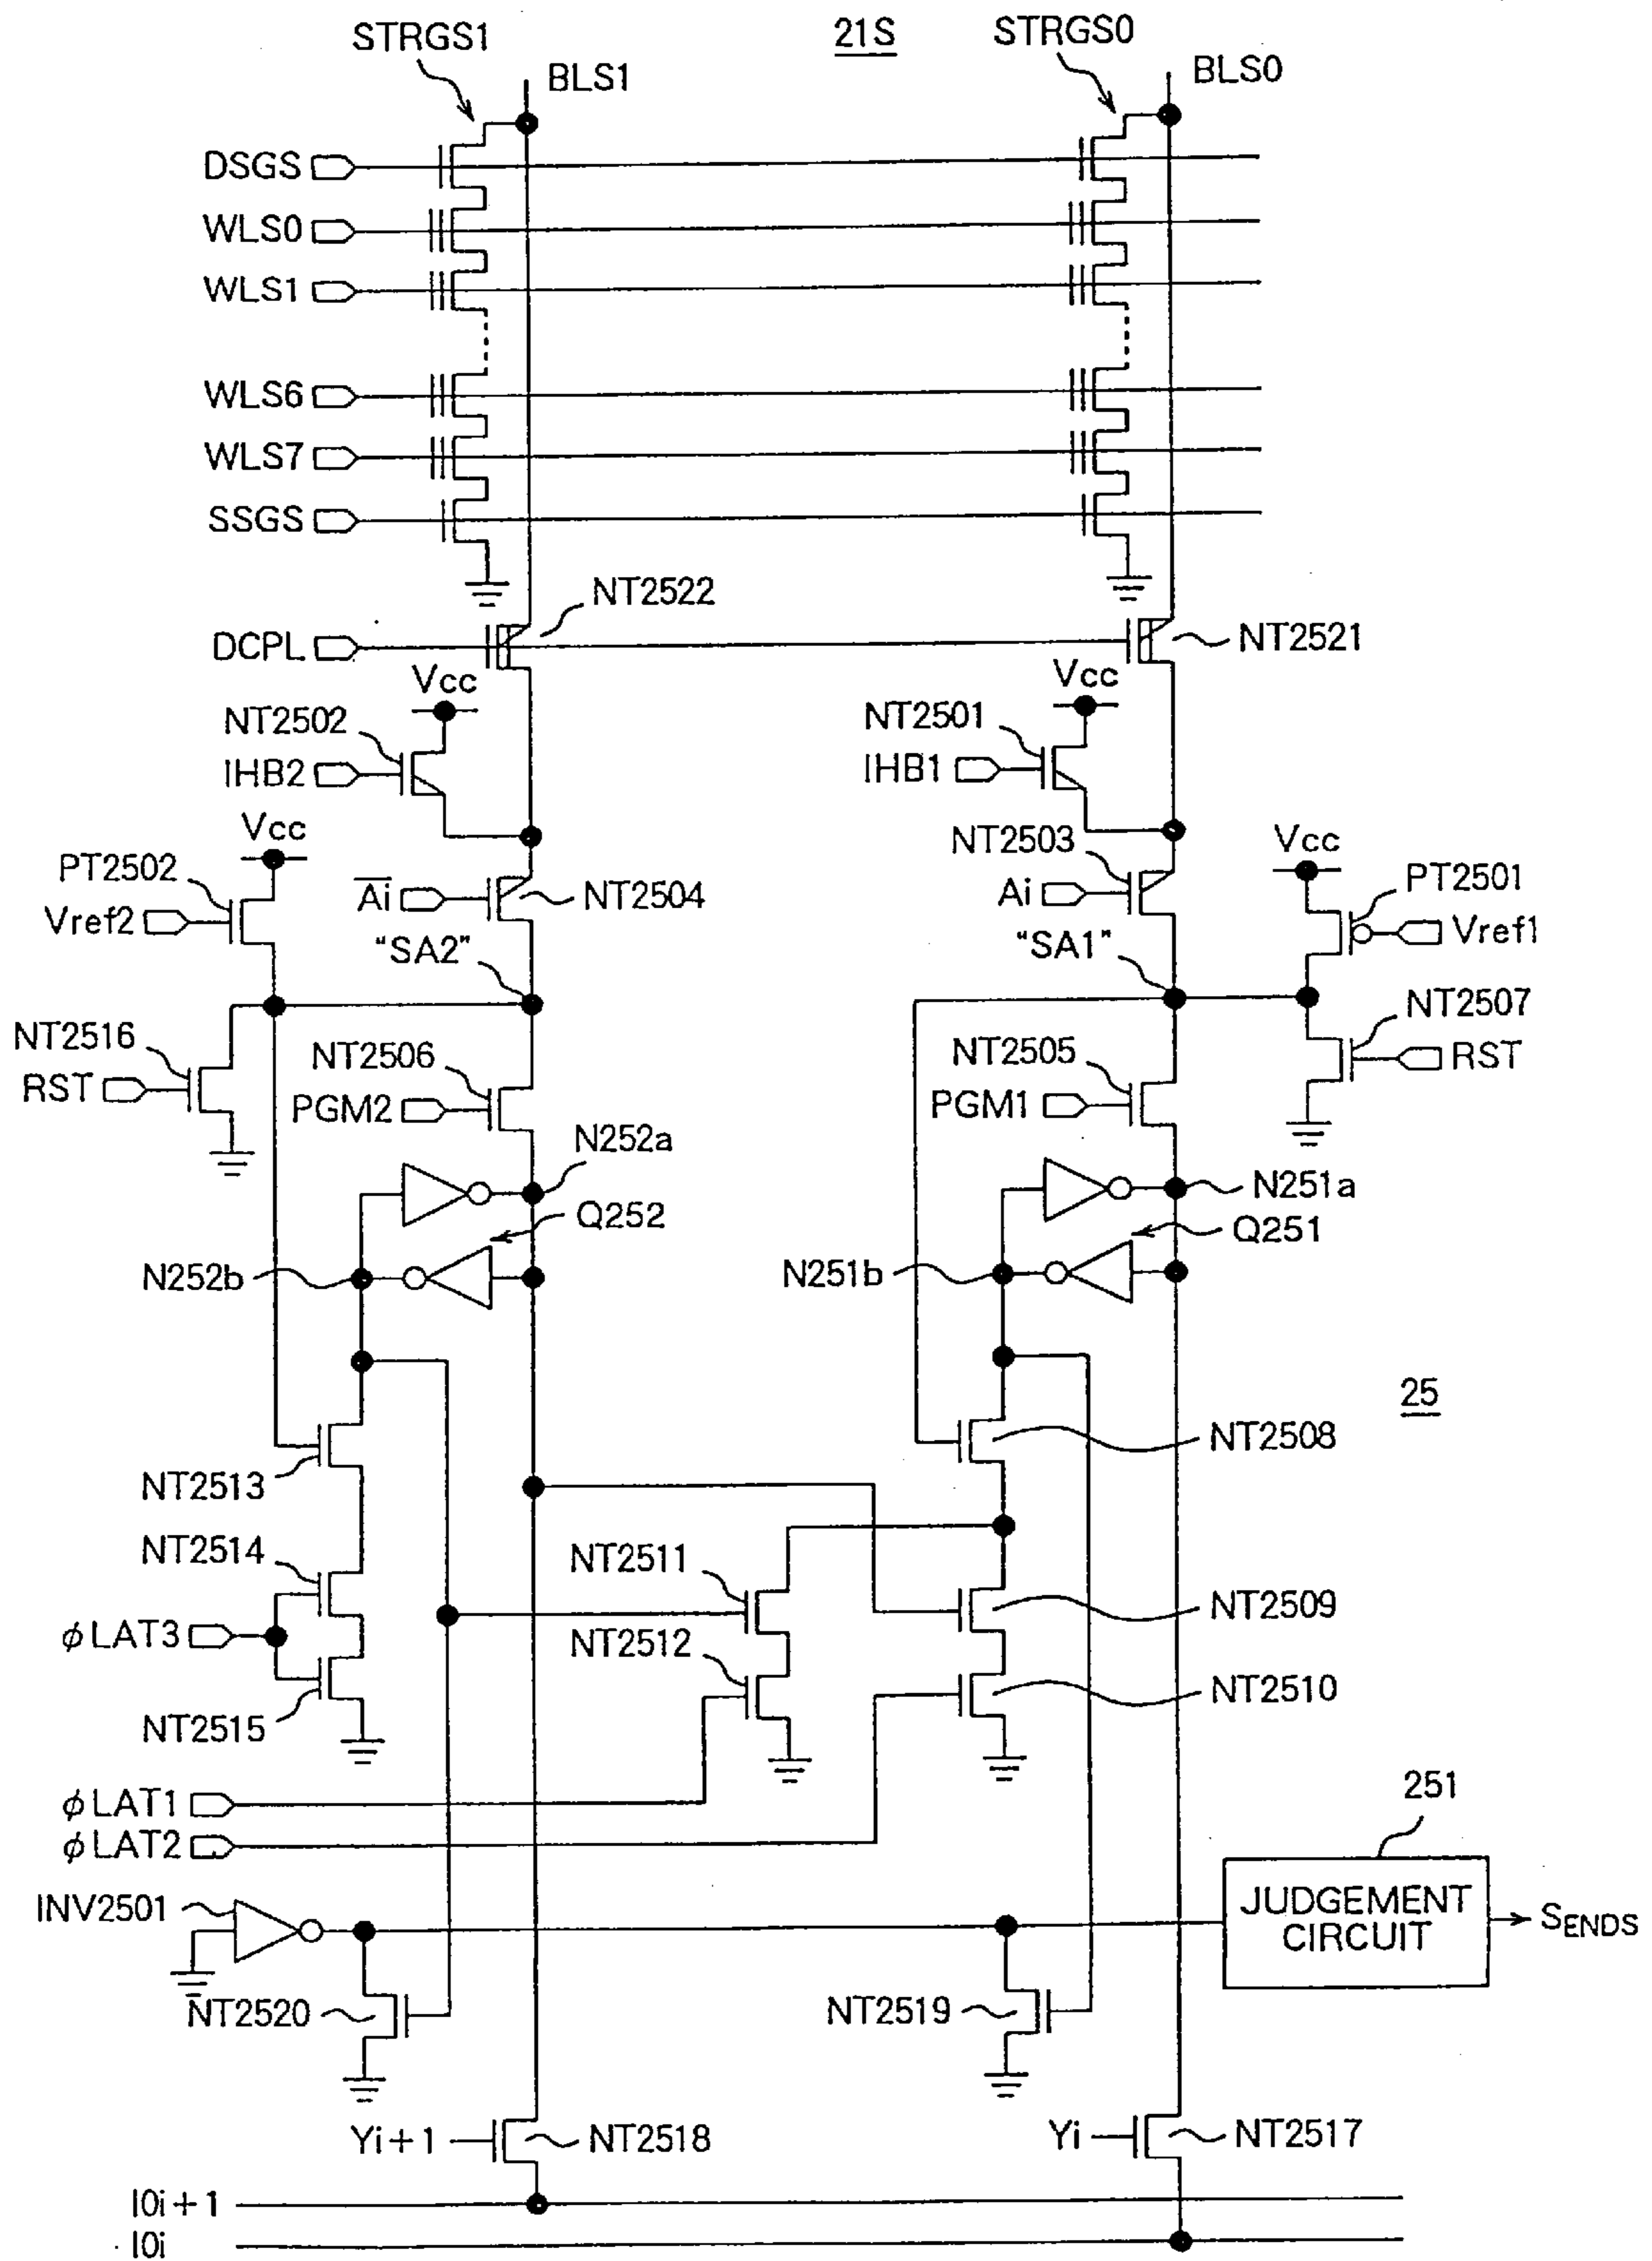 STRGS1
21S
STRGS0
BLS1
BLS0
DSGS
WLS0
WLS1
WLS6
WLS7
SSGS
NT2522
DCPL
NT2521
Vcc
Vcc
NT2502
NT2501
IHB2
IHB1
Vcc
NT2503
Vcc
PT2502
A̅i̅
NT2504
Ai
PT2501
Vref2
"SA2"
"SA1"
Vref1
NT2516
NT2506
NT2505
NT2507
RST
PGM2
PGM1
RST
N252a
N251a
Q252
Q251
N252b
N251b
25
NT2513
NT2508
NT2514
NT2511
NT2509
φLAT3
NT2512
NT2515
NT2510
φLAT1
φLAT2
251
INV2501
JUDGEMENT
CIRCUIT
SENDS
NT2520
NT2519
Yi+1
NT2518
Yi
NT2517
I0i+1
I0i